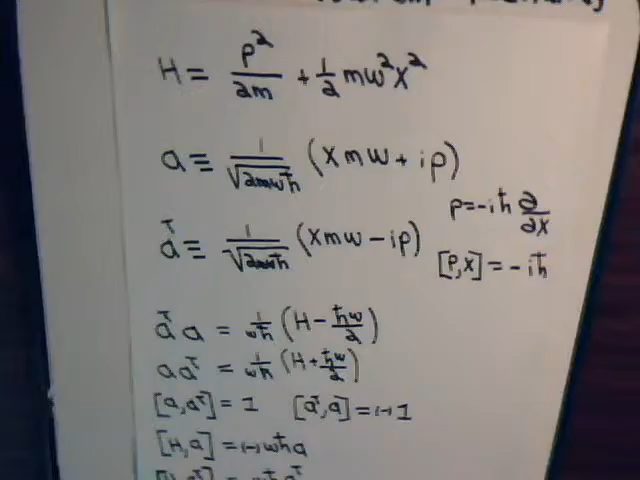 H = p²/2m + 1/2 mω²x²
a ≡ 1/√(2mωħ) (xmω + ip)
p = -iħ ∂/∂x
a† ≡ 1/√(2mωħ) (xmω - ip)
[p,x] = -iħ
a†a = 1/ωħ (H - ħω/2)
aa† = 1/ωħ (H + ħω/2)
[a,a†] = 1 [a†,a] = -1
[H,a] = -ωħa